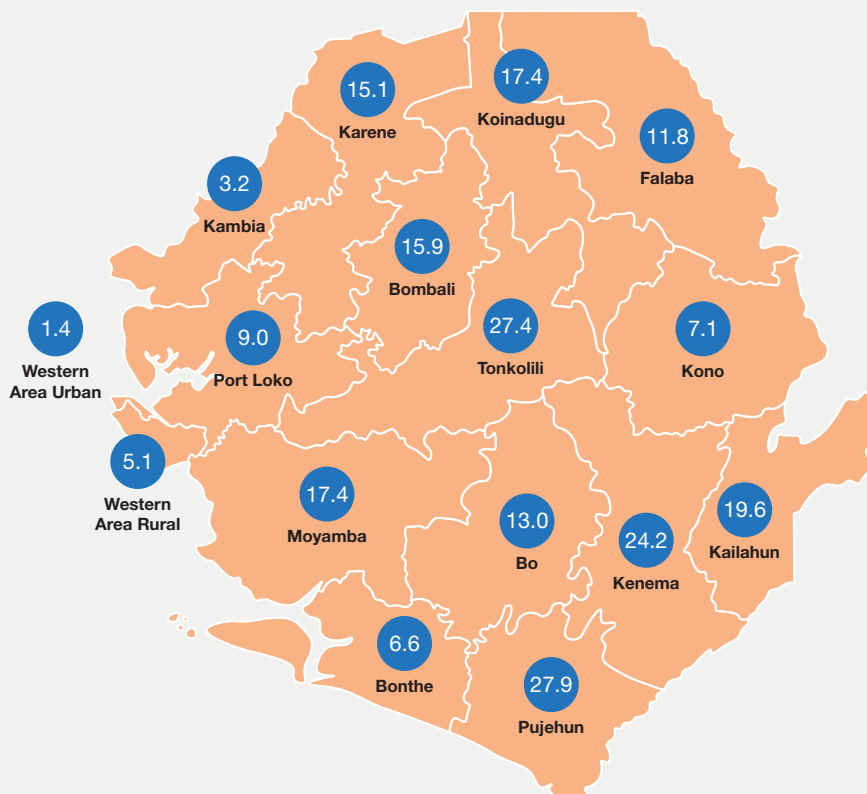 17.4
Koinadugu
15.1
Karene
11.8
Falaba
3.2
Kambia
15.9
Bombali
1.4
Western
Area Urban
9.0
Port Loko
27.4
Tonkolili
7.1
Kono
5.1
Western
Area Rural
17.4
Moyamba
13.0
Bo
24.2
Kenema
19.6
Kailahun
6.6
Bonthe
27.9
Pujehun